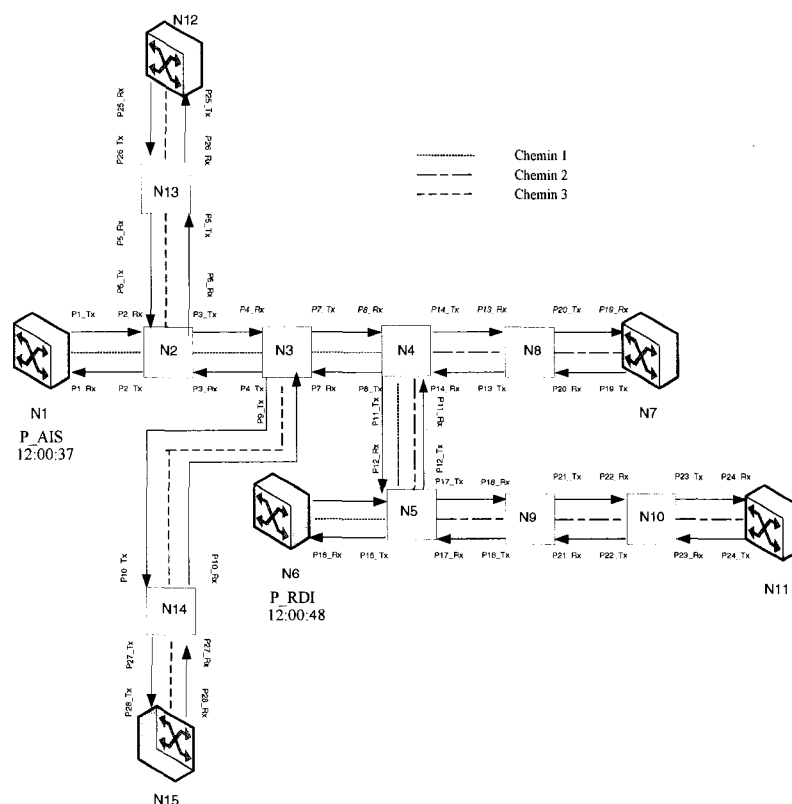 N12
P25_Rx
P25_Tx
P26_Tx
P26_Rx
Chemin 1
Chemin 2
Chemin 3
N13
P5_Rx
P5_Tx
P6_Rx
P1_Tx
P2_Rx
P3_Tx
P4_Rx
P7_Tx
P8_Rx
P14_Tx
P13_Rx
P20_Tx
P19_Rx
N2
N3
N4
N8
P1_Rx
P2_Tx
P3_Rx
P4_Tx
P7_Rx
P8_Tx
P14_Rx
P13_Tx
P20_Rx
P19_Tx
N1
N7
P_AIS
12:00:37
P9_Tx
P11_Tx
P11_Rx
P12_Rx
P12_Tx
P17_Tx
P18_Rx
P21_Tx
P22_Rx
P23_Tx
P24_Rx
N5
N9
N10
P16_Rx
P15_Tx
P17_Rx
P18_Tx
P21_Rx
P22_Tx
P23_Rx
P24_Tx
N6
N11
P_RDI
12:00:48
P10_Tx
P10_Rx
N14
P27_Tx
P27_Rx
P28_Tx
P28_Rx
N15